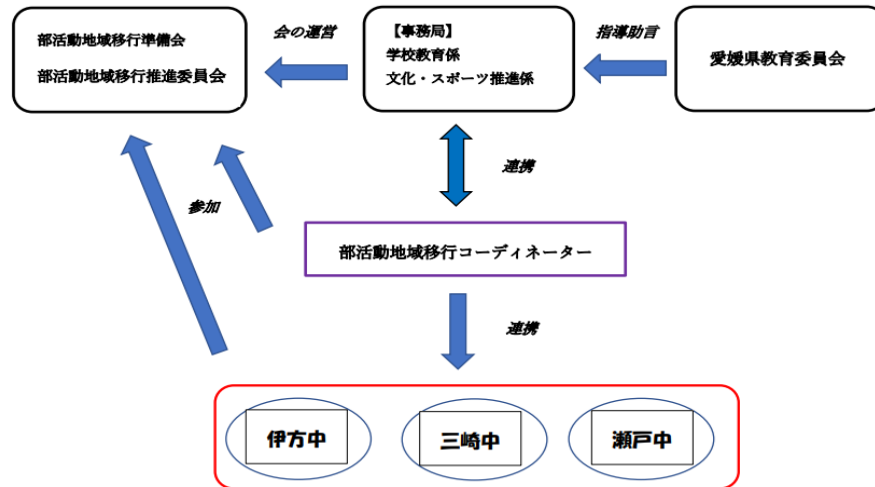 部活動地域移行準備会
部活動地域移行推進委員会
会の運営
【事務局】
学校教育係
文化・スポーツ推進係
指導助言
愛媛県教育委員会
連携
参加
部活動地域移行コーディネーター
連携
伊方中
三崎中
瀬戸中